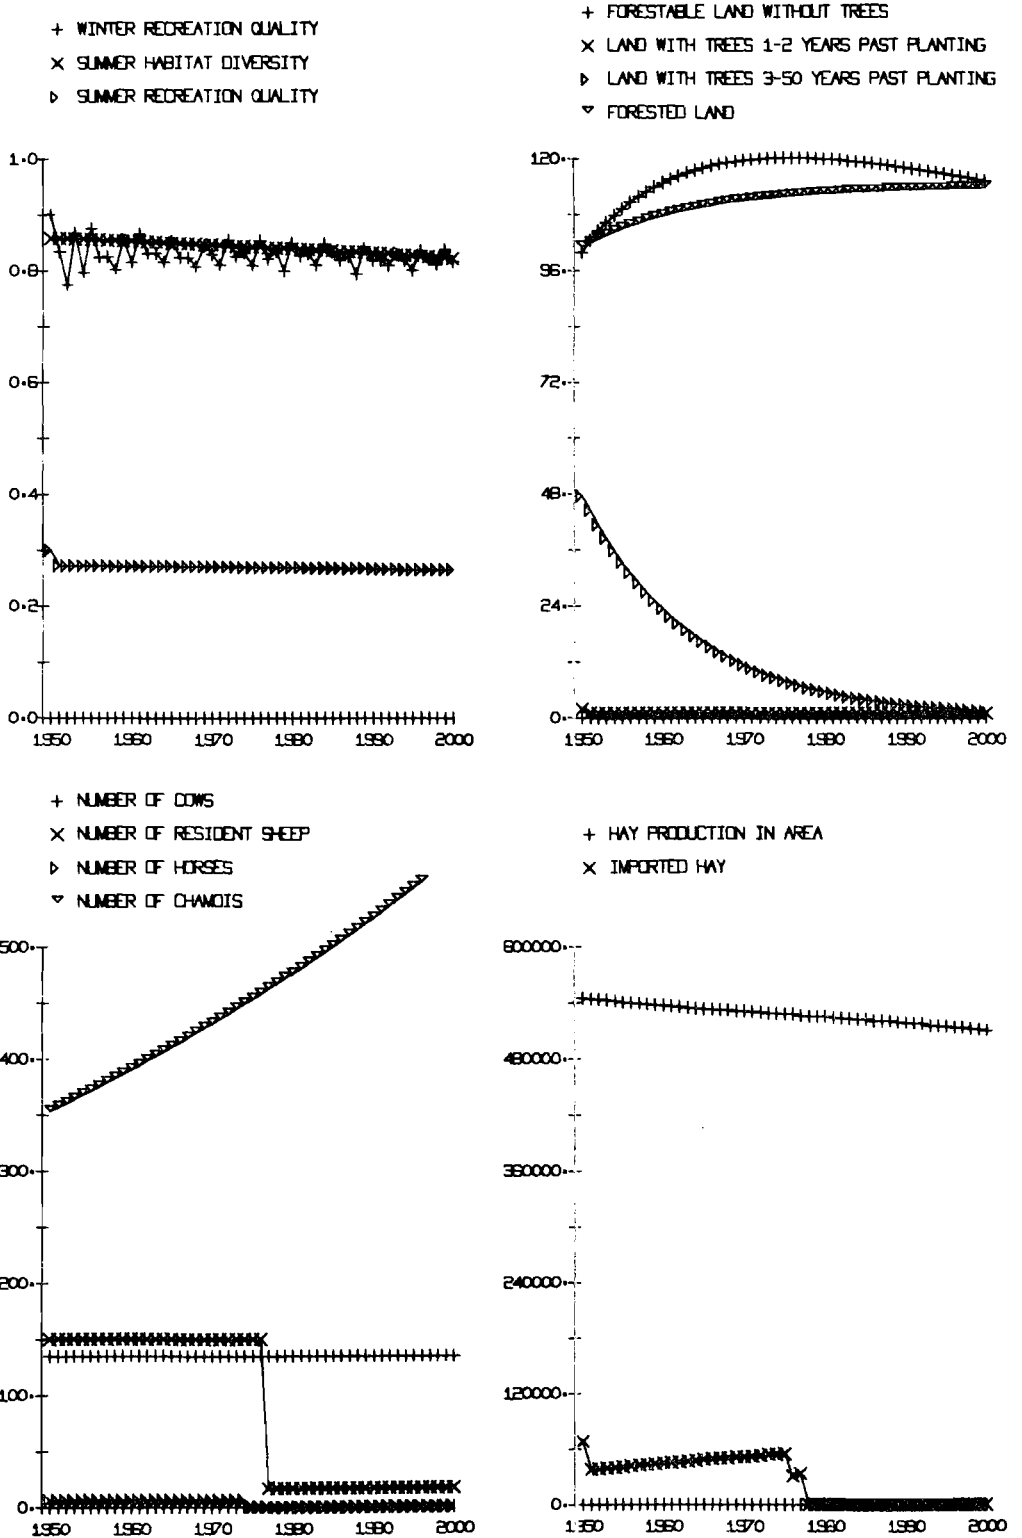 + WINTER RECREATION QUALITY
× SUMMER HABITAT DIVERSITY
▷ SUMMER RECREATION QUALITY
1.0
0.8
0.6
0.4
0.2
0.0
1950 1960 1970 1980 1990 2000
+ FORESTABLE LAND WITHOUT TREES
× LAND WITH TREES 1-2 YEARS PAST PLANTING
▷ LAND WITH TREES 3-50 YEARS PAST PLANTING
▽ FORESTED LAND
120.
96.
72.
48.
24.
0.
1950 1960 1970 1980 1990 2000
+ NUMBER OF COWS
× NUMBER OF RESIDENT SHEEP
▷ NUMBER OF HORSES
▽ NUMBER OF CHAMOIS
500.
400.
300.
200.
100.
0.
1950 1960 1970 1980 1990 2000
+ HAY PRODUCTION IN AREA
× IMPORTED HAY
600000.
480000.
360000.
240000.
120000.
0.
1950 1960 1970 1980 1990 2000